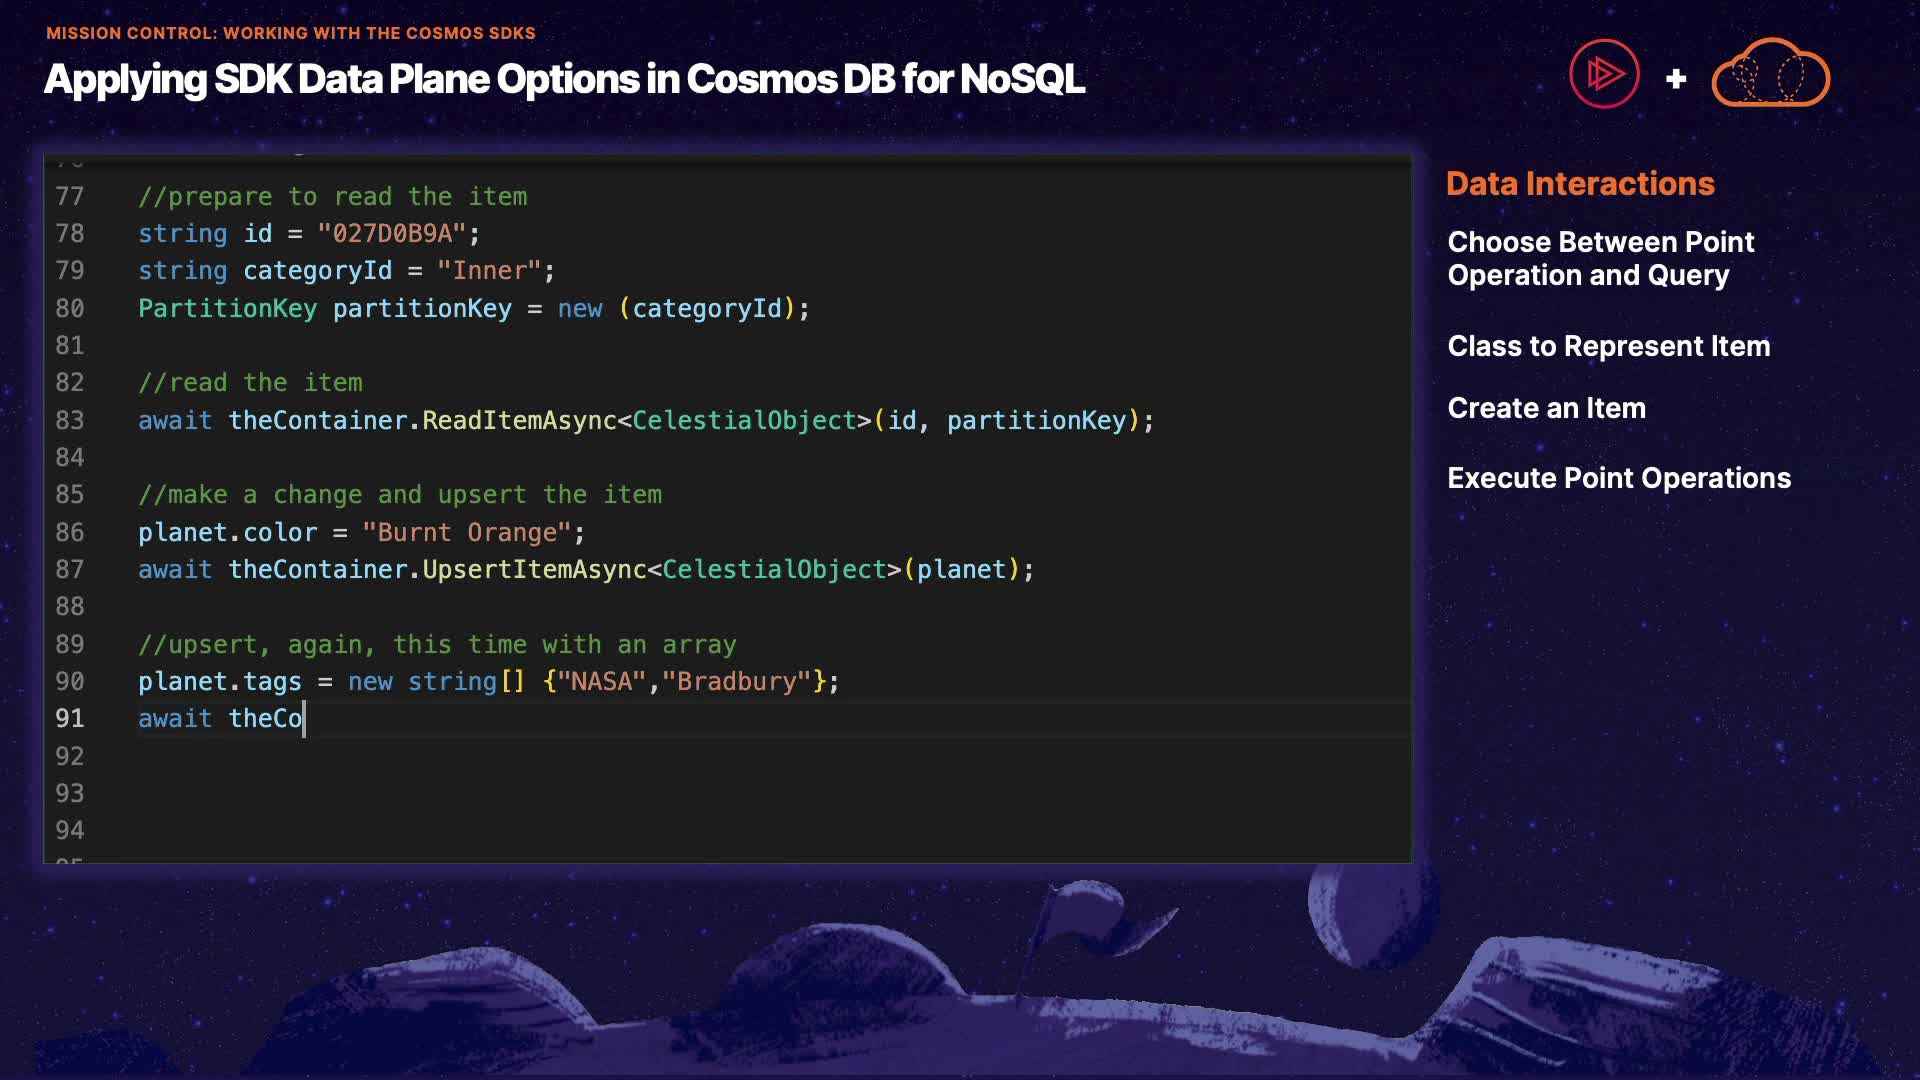 MISSION CONTROL: WORKING WITH THE COSMOS SDKS
Applying SDK Data Plane Options in Cosmos DB for NoSQL
77 //prepare to read the item
78 string id = "027D0B9A";
79 string categoryId = "Inner";
80 PartitionKey partitionKey = new (categoryId);
81
82 //read the item
83 await theContainer.ReadItemAsync<CelestialObject>(id, partitionKey);
84
85 //make a change and upsert the item
86 planet.color = "Burnt Orange";
87 await theContainer.UpsertItemAsync<CelestialObject>(planet);
88
89 //upsert, again, this time with an array
90 planet.tags = new string[] {"NASA","Bradbury"};
91 await theCo
92
93
94
Data Interactions
Choose Between Point
Operation and Query
Class to Represent Item
Create an Item
Execute Point Operations